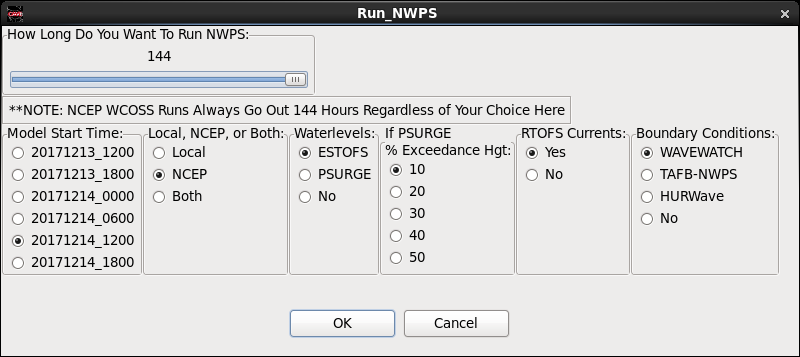 Run_NWPS
How Long Do You Want To Run NWPS:
144
**NOTE: NCEP WCOSS Runs Always Go Out 144 Hours Regardless of Your Choice Here
Model Start Time:
20171213_1200
20171213_1800
20171214_0000
20171214_0600
20171214_1200
20171214_1800
Local, NCEP, or Both:
Local
NCEP
Both
Waterlevels:
ESTOFS
PSURGE
No
If PSURGE
% Exceedance Hgt:
10
20
30
40
50
RTOFS Currents:
Yes
No
Boundary Conditions:
WAVEWATCH
TAFB-NWPS
HURWave
No
OK
Cancel